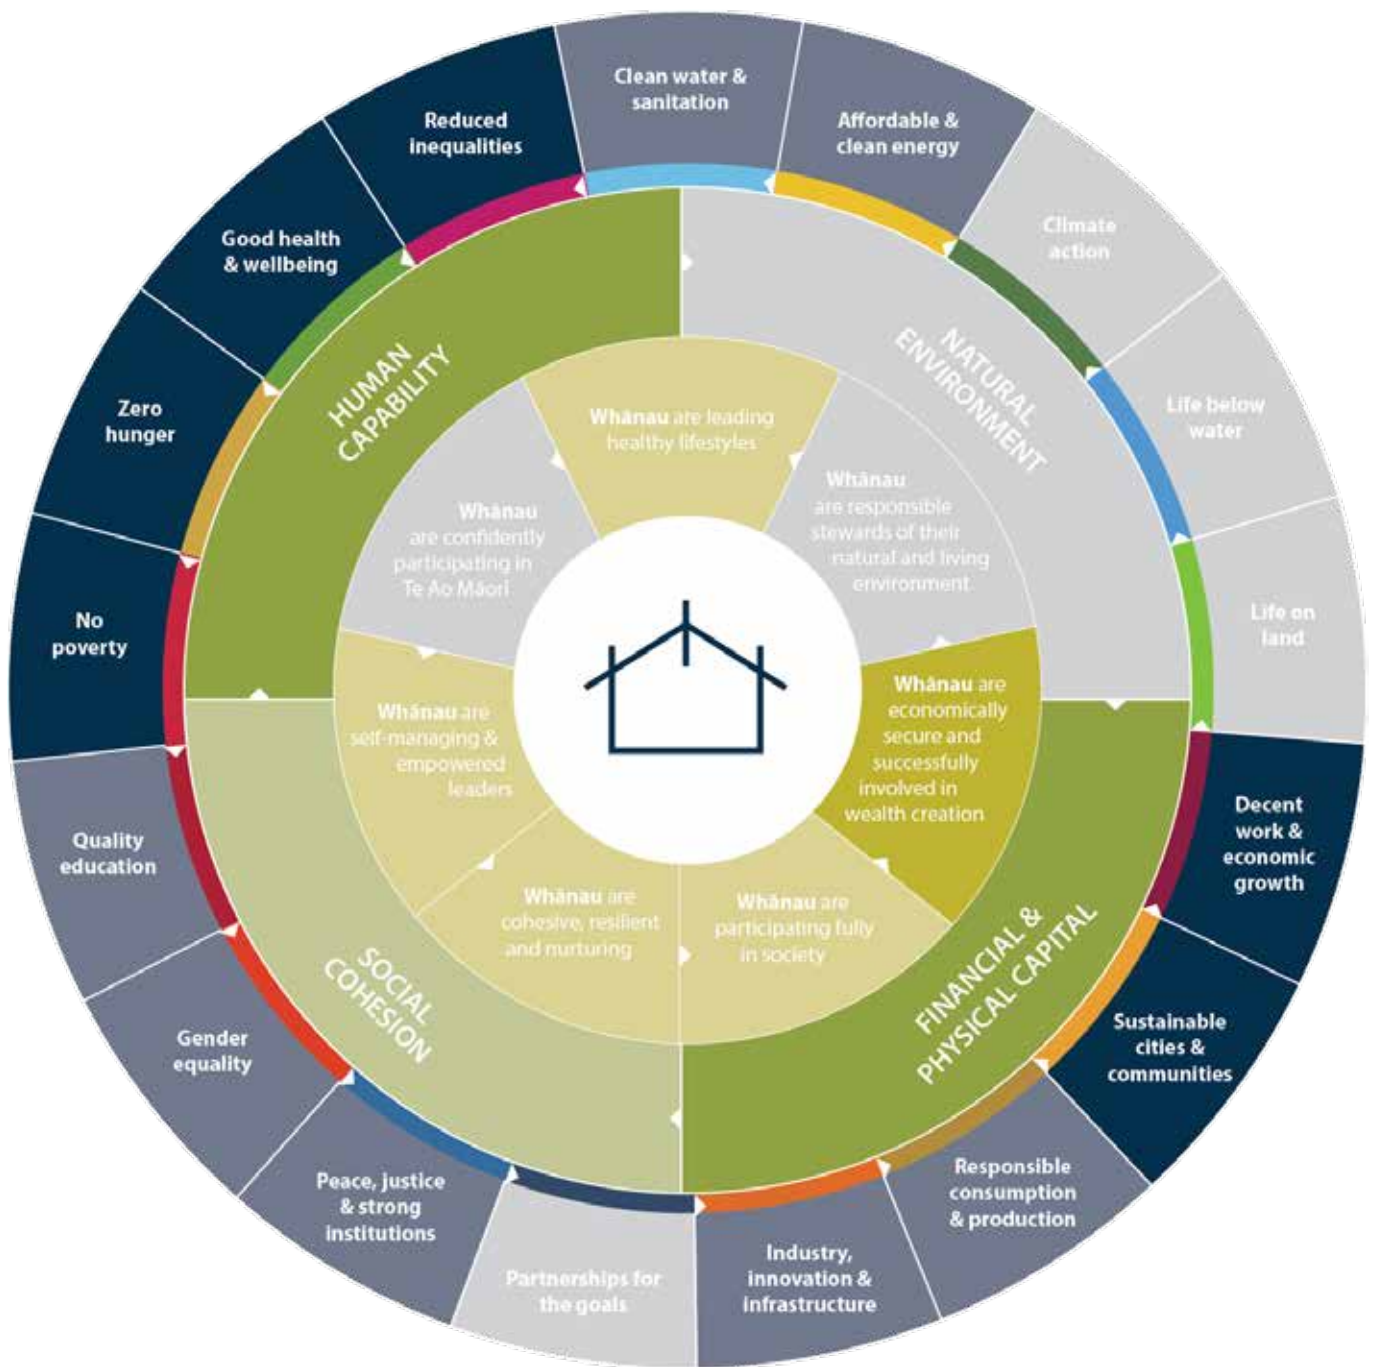 Clean water &
sanitation
Affordable &
clean energy
Climate
action
Life below
water
Life on
land
Decent
work &
economic
growth
Sustainable
cities &
communities
Responsible
consumption
& production
Industry,
innovation &
infrastructure
Partnerships for
the goals
Peace, justice
& strong
institutions
Gender
equality
Quality
education
No
poverty
Zero
hunger
Good health
& wellbeing
Reduced
inequalities
HUMAN
CAPABILITY
NATURAL
ENVIRONMENT
FINANCIAL &
PHYSICAL CAPITAL
SOCIAL
COHESION
Whānau are leading
healthy lifestyles
Whānau
are responsible
stewards of their
natural and living
environment
Whānau are
economically
secure and
successfully
involved in
wealth creation
Whānau are
participating fully
in society
Whānau are
cohesive, resilient
and nurturing
Whānau are
self-managing &
empowered
leaders
Whānau
are confidently
participating in
Te Ao Māori